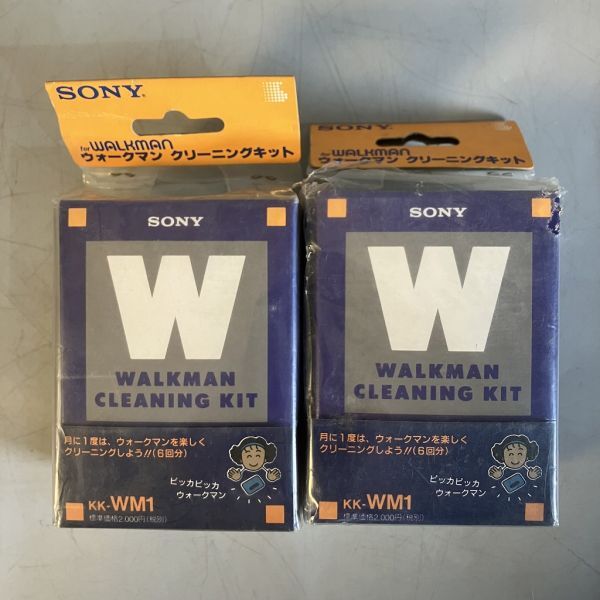 SONY®
for WALKMAN
ウォークマン クリーニングキット
SONY
W
WALKMAN
CLEANING KIT
月に1度は、ウォークマンを楽しく
クリーニングしよう!!(6回分)
ピッカピッカ
ウォークマン
KK-WM1
標準価格2,000円(税別)
for WALKMAN
ウォークマン クリーニングキット
SONY
W
WALKMAN
CLEANING KIT
月に1度は、ウォークマンを楽しく
クリーニングしよう!!(6回分)
ピッカピッカ
ウォークマン
KK-WM1
標準価格2,000円(税別)